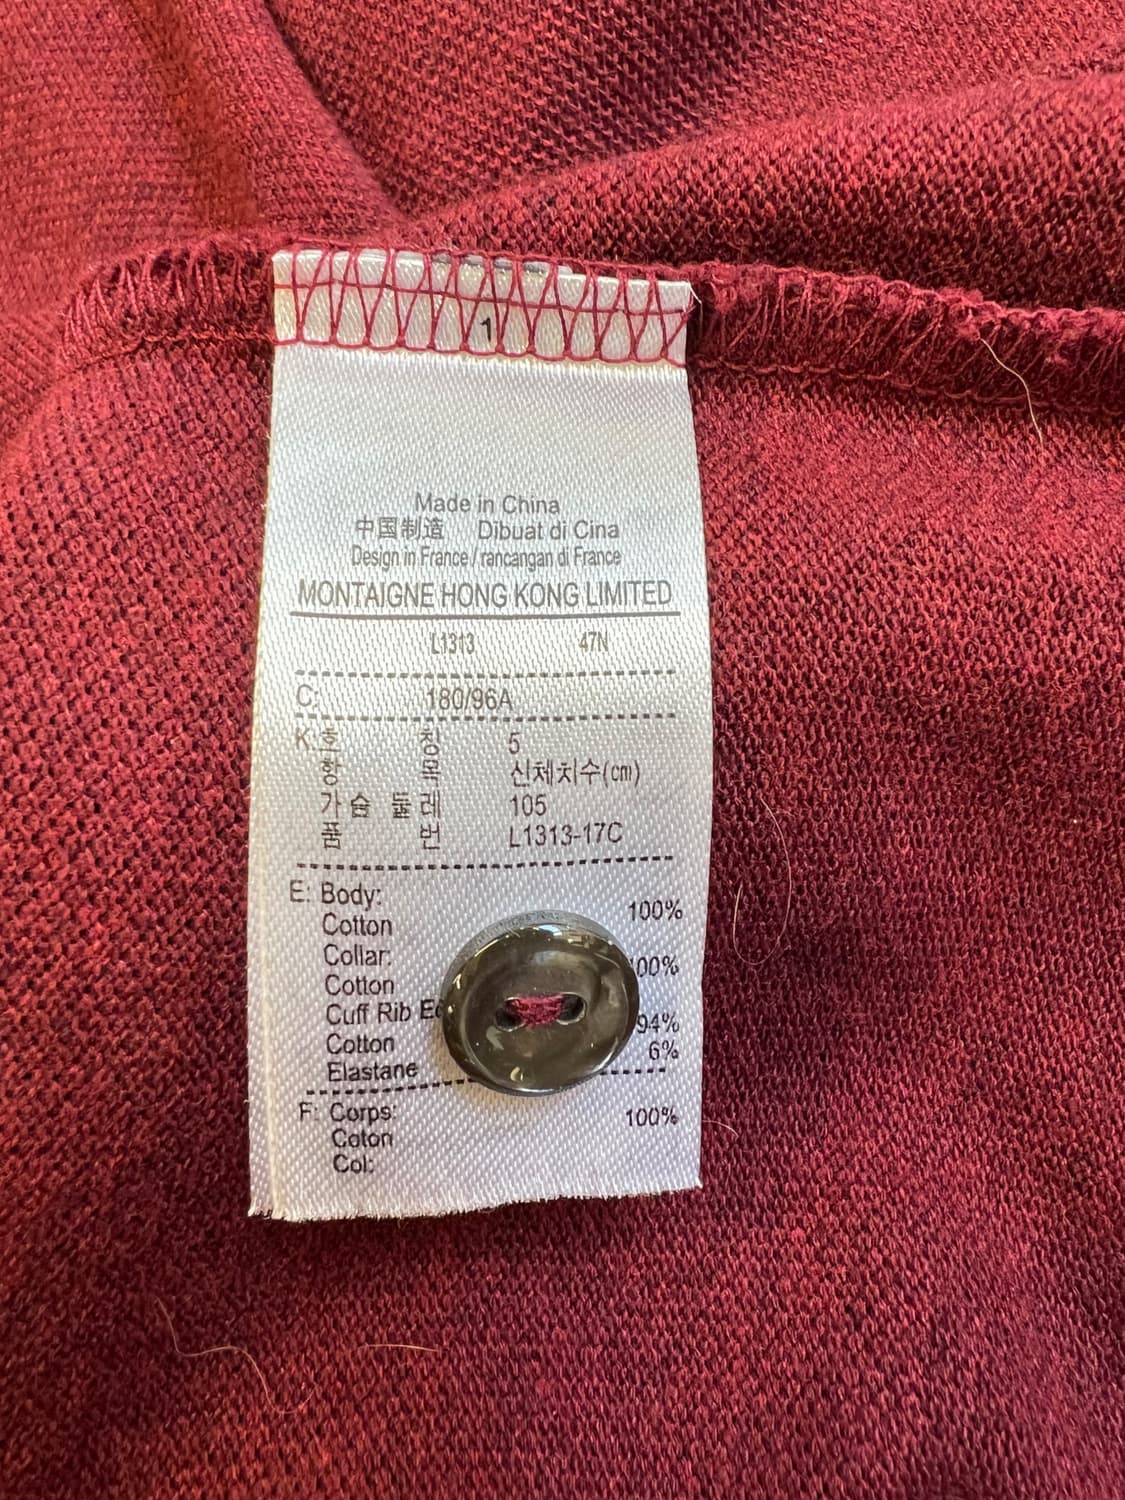 1
Made in China
中国制造 Dibuat di Cina
Design in France / rancangan di France
MONTAIGNE HONG KONG LIMITED
L1313 47N
C: 180/96A
K: 호 칭 5
항 목 신체치수(cm)
가 슴 둘 레 105
품 번 L1313-17C
E: Body:
100%
Cotton
Collar:
00%
Cotton
Cuff Rib
94%
Cotton
6%
Elastane
F: Corps:
100%
Coton
Col: